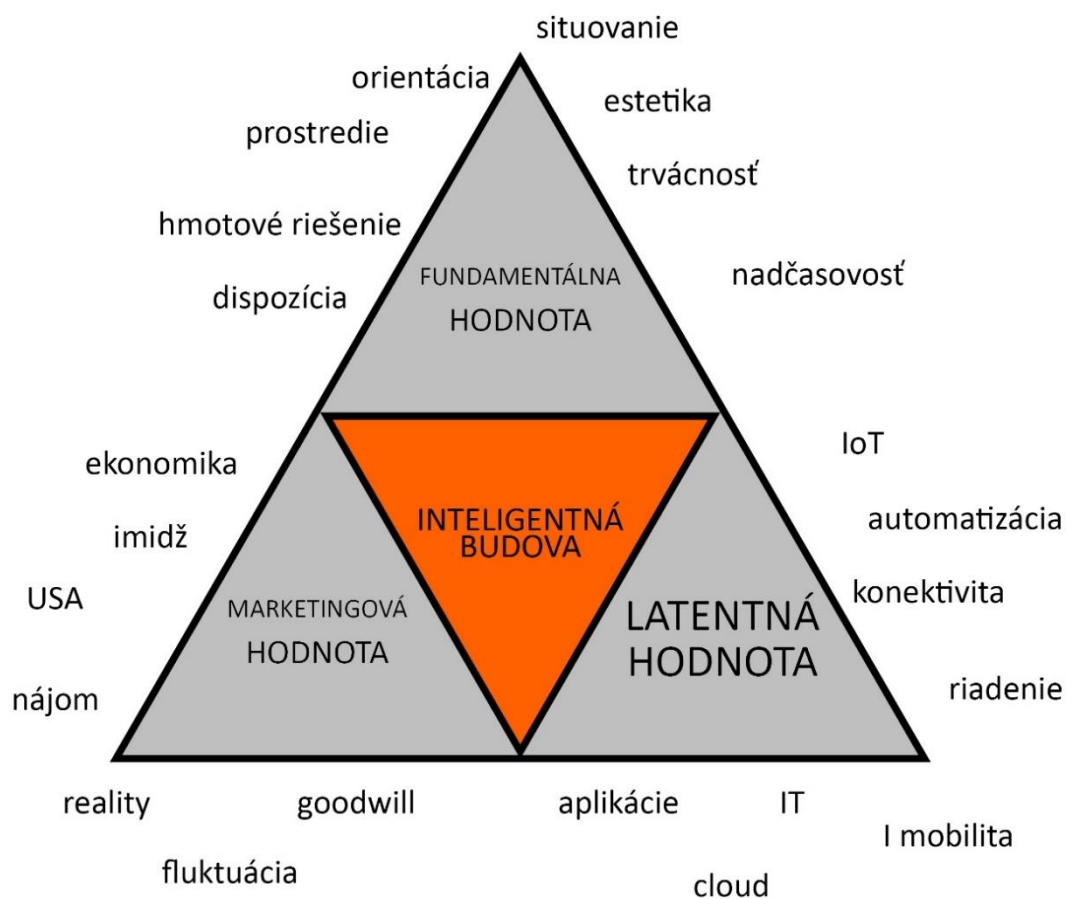 situovanie
orientácia
estetika
prostredie
trvácnosť
hmotové riešenie
nadčasovosť
dispozícia
FUNDAMENTÁLNA
HODNOTA
IoT
ekonomika
automatizácia
imidž
INTELIGENTNÁ
BUDOVA
konektivita
USA
MARKETINGOVÁ
HODNOTA
LATENTNÁ
HODNOTA
nájom
riadenie
reality
goodwill
aplikácie
IT
I mobilita
fluktuácia
cloud